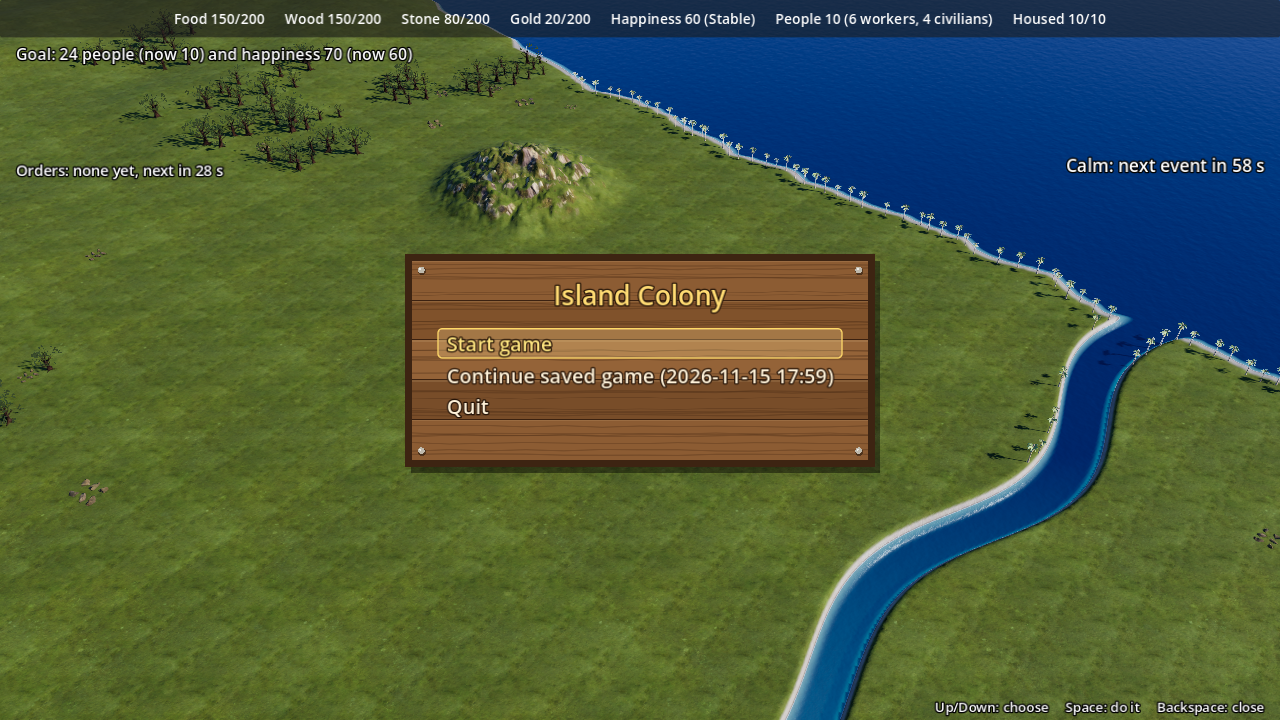 Food 150/200 Wood 150/200 Stone 80/200 Gold 20/200 Happiness 60 (Stable) People 10 (6 workers, 4 civilians) Housed 10/10
Goal: 24 people (now 10) and happiness 70 (now 60)
Orders: none yet, next in 28 s
Calm: next event in 58 s
Island Colony
Start game
Continue saved game (2026-11-15 17:59)
Quit
Up/Down: choose Space: do it Backspace: close